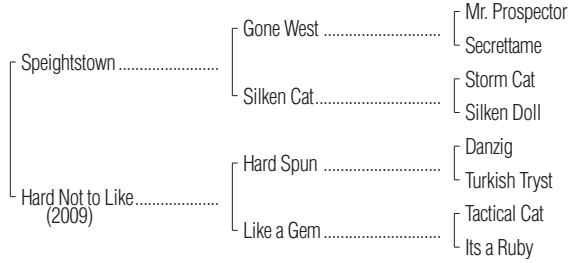 Mr. Prospector
Gone West ................................
Secrettame
Speightstown ...........................
Storm Cat
Silken Cat..................................
Silken Doll
Danzig
Hard Spun ................................
Turkish Tryst
Hard Not to Like.......................
(2009)
Tactical Cat
Like a Gem.................................
Its a Ruby